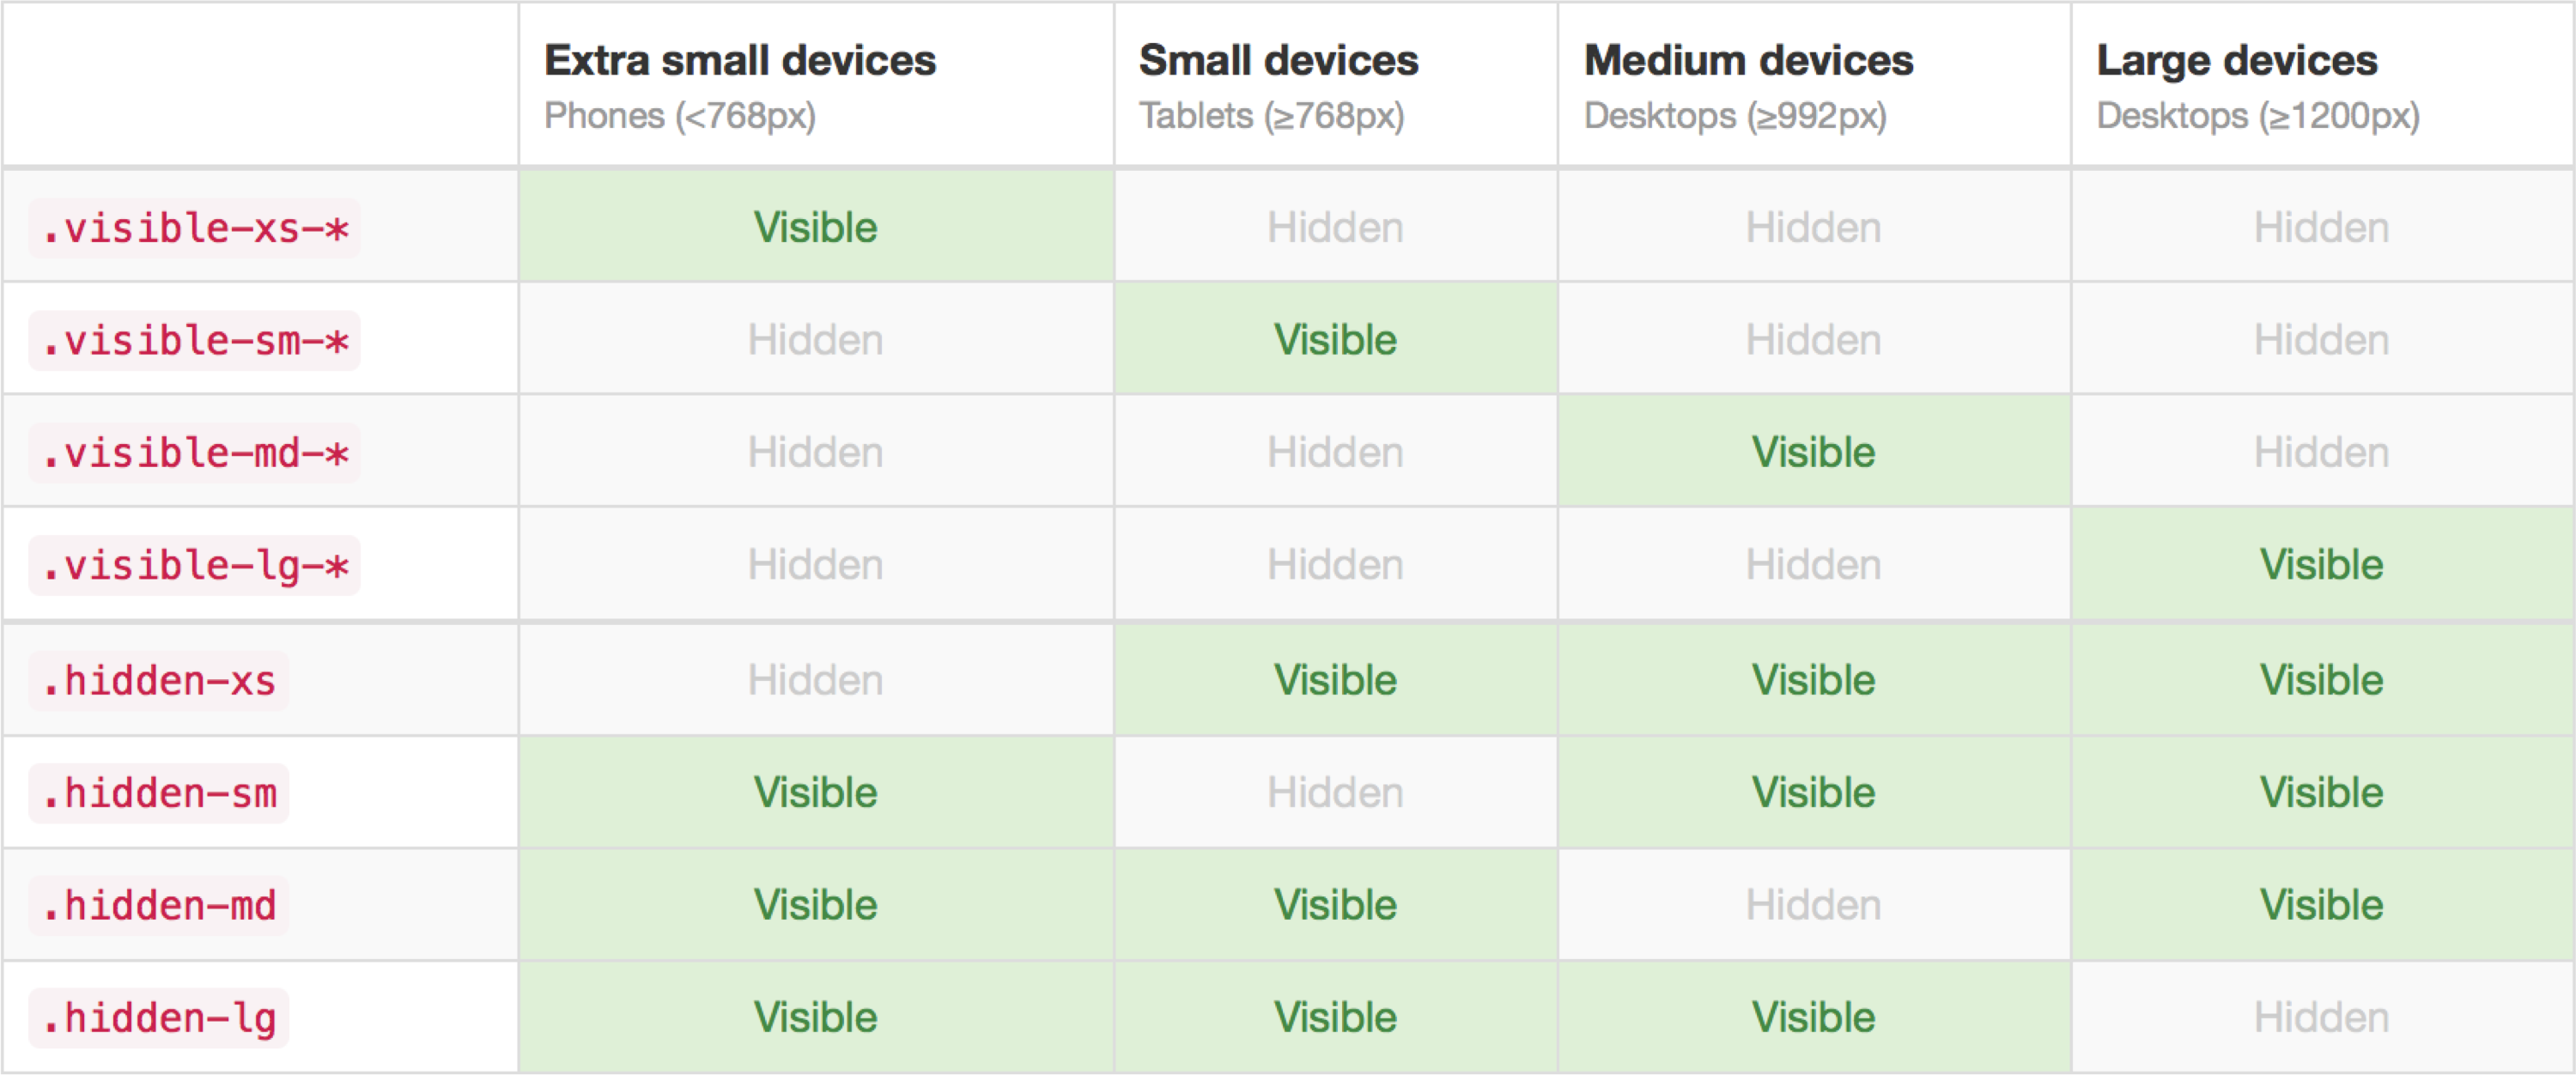 Extra small devices Small devices Medium devices Large devices
Phones (<768px) Tablets (≥768px) Desktops (≥992px) Desktops (≥1200px)
.visible-xs-* Visible Hidden Hidden Hidden
.visible-sm-* Hidden Visible Hidden Hidden
.visible-md-* Hidden Hidden Visible Hidden
.visible-lg-* Hidden Hidden Hidden Visible
.hidden-xs Hidden Visible Visible Visible
.hidden-sm Visible Hidden Visible Visible
.hidden-md Visible Visible Hidden Visible
.hidden-lg Visible Visible Visible Hidden